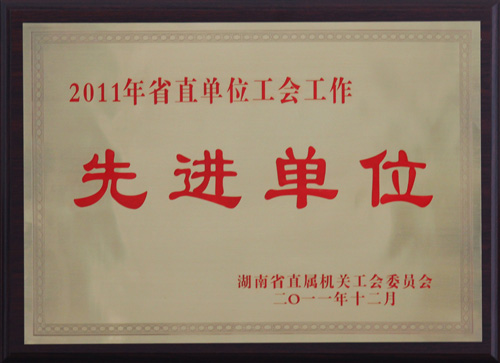 2011年省直单位工会工作
先进单位
湖南省直属机关工会委员会
二〇一一年十二月